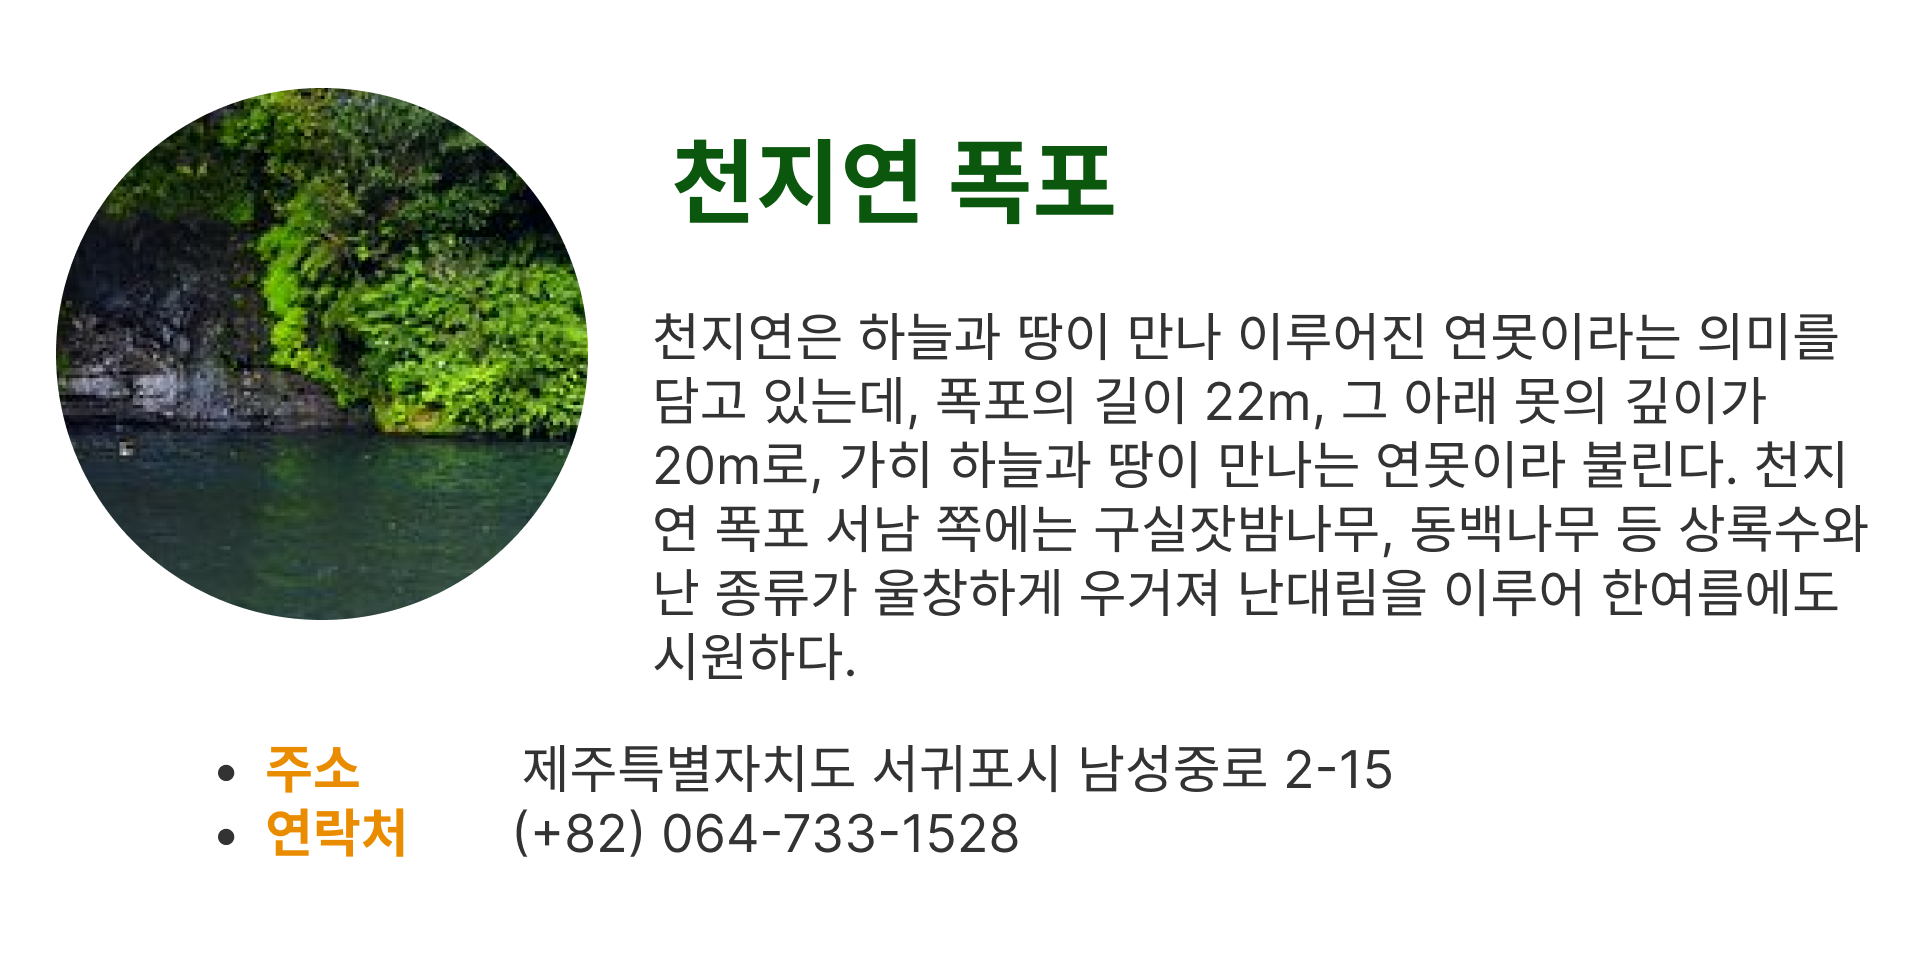 천지연 폭포
천지연은 하늘과 땅이 만나 이루어진 연못이라는 의미를
담고 있는데, 폭포의 길이 22m, 그 아래 못의 깊이가
20m로, 가히 하늘과 땅이 만나는 연못이라 불린다. 천지
연 폭포 서남 쪽에는 구실잣밤나무, 동백나무 등 상록수와
난 종류가 울창하게 우거져 난대림을 이루어 한여름에도
시원하다.
• 주소 제주특별자치도 서귀포시 남성중로 2-15
• 연락처 (+82) 064-733-1528